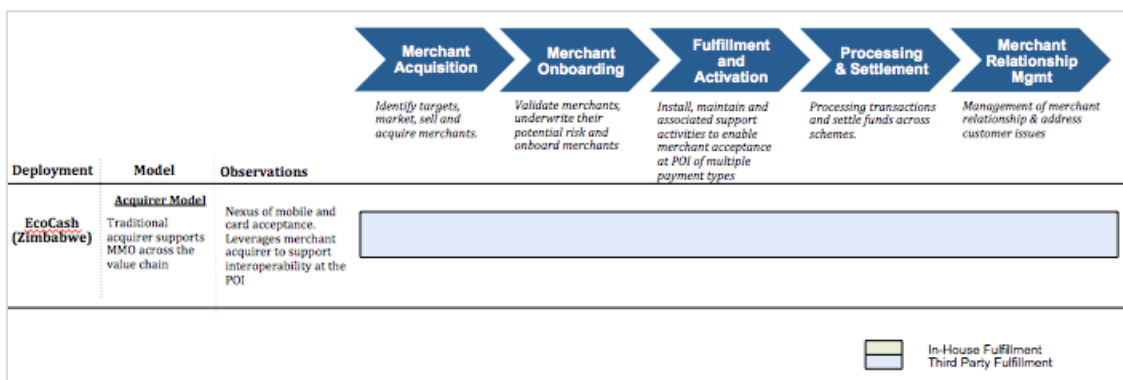 Merchant
Acquisition
Merchant
Onboarding
Fulfillment
and
Activation
Processing
& Settlement
Merchant
Relationship
Mgmt
Identify targets,
market, sell and
acquire merchants.
Validate merchants,
underwrite their
potential risk and
onboard merchants
Install, maintain and
associated support
activities to enable
merchant acceptance
at POI of multiple
payment types
Processing transactions
and settle funds across
schemes.
Management of merchant
relationship & address
customer issues
Deployment
Model
Observations
EcoCash
(Zimbabwe)
Acquirer Model
Traditional
acquirer supports
MMO across the
value chain
Nexus of mobile and
card acceptance.
Leverages merchant
acquirer to support
interoperability at the
POI
In-House Fulfillment
Third Party Fulfillment